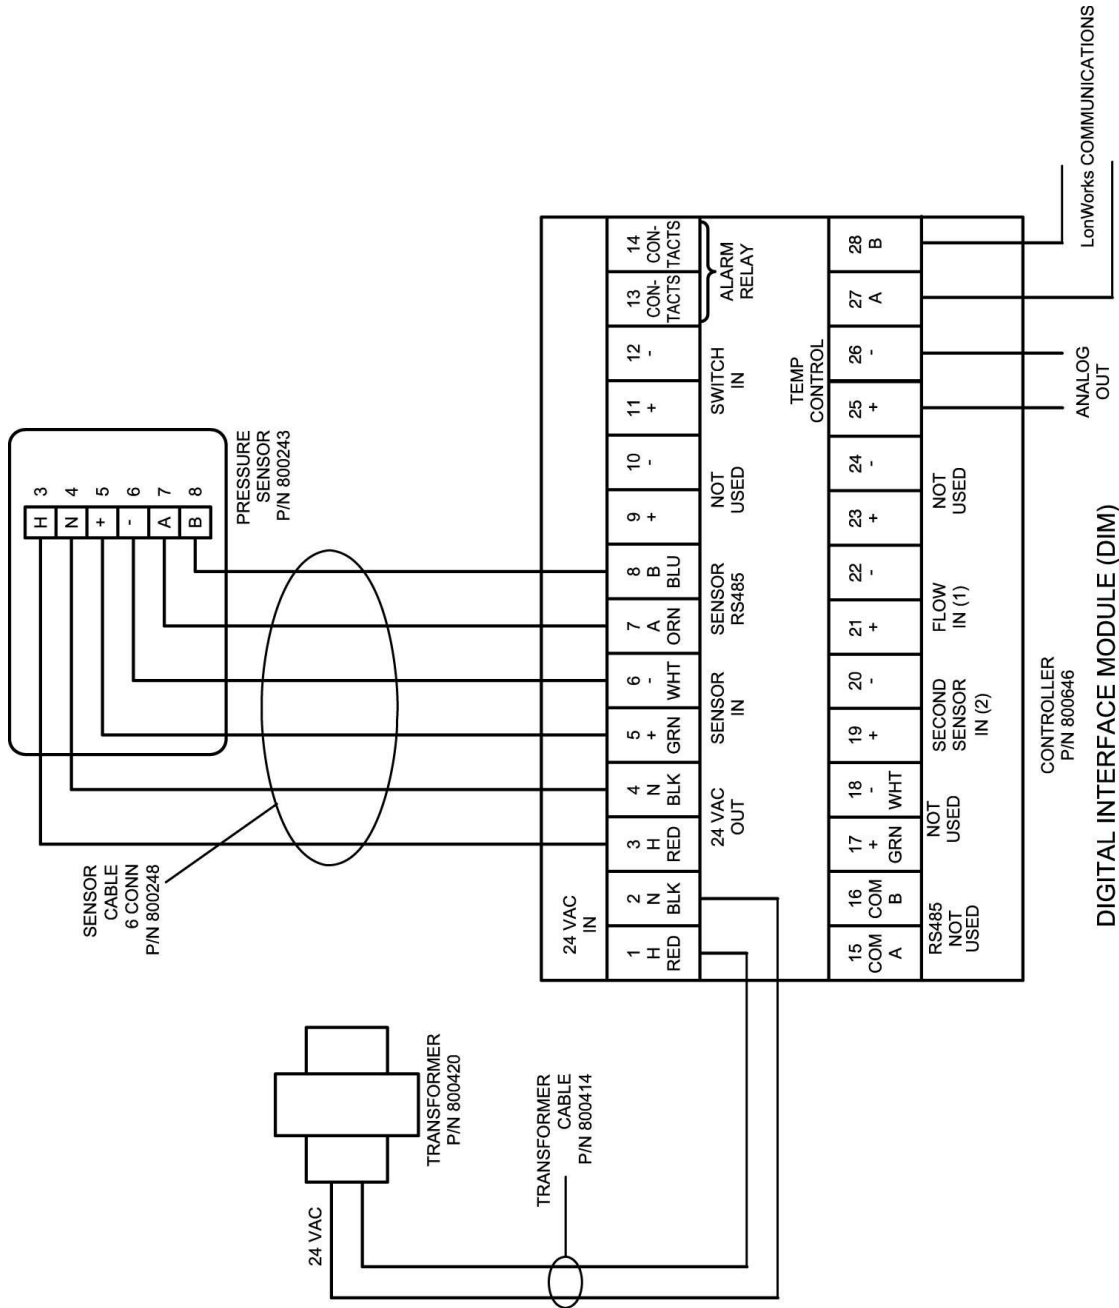 3
4
5
6
7
8
H
N
+
-
A
B
PRESSURE
SENSOR
P/N 800243
SENSOR
CABLE
6 CONN
P/N 800248
24 VAC
TRANSFORMER
P/N 800420
TRANSFORMER
CABLE
P/N 800414
24 VAC
IN
1
H
RED
2
N
BLK
3
H
RED
4
N
BLK
5
+
GRN
6
-
WHT
7
A
ORN
8
B
BLU
9
+
10
-
11
+
12
-
13
CON-
TACTS
14
CON-
TACTS
24 VAC
OUT
SENSOR
IN
SENSOR
RS485
NOT
USED
SWITCH
IN
ALARM
RELAY
TEMP
CONTROL
15
COM
A
16
COM
B
17
+
GRN
18
-
WHT
19
+
20
-
21
+
22
-
23
+
24
-
25
+
26
-
27
A
28
B
RS485
NOT
USED
NOT
USED
SECOND
SENSOR
IN (2)
FLOW
IN (1)
NOT
USED
ANALOG
OUT
LonWorks COMMUNICATIONS
CONTROLLER
P/N 800646
DIGITAL INTERFACE MODULE (DIM)